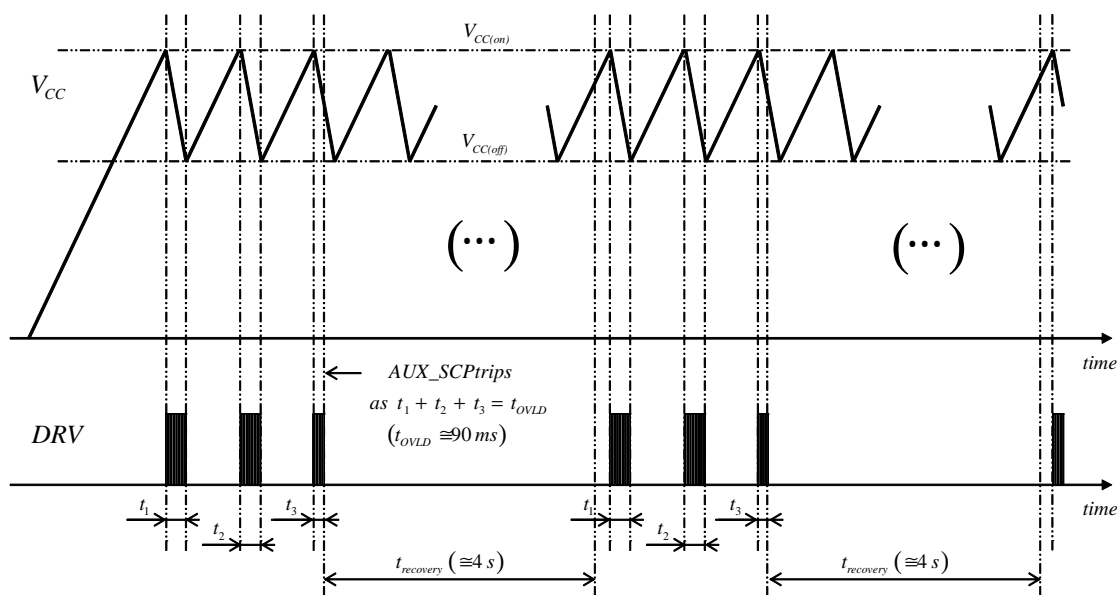 V_CC(on)
V_CC
V_CC(off)
(...)
(...)
time
AUX_SCPtrips
as t_1 + t_2 + t_3 = t_OVLD
(t_OVLD ≅90 ms)
DRV
time
t_1
t_2
t_3
t_1
t_2
t_3
t_recovery (≅4 s)
t_recovery (≅4 s)